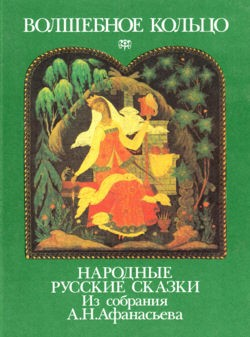 ВОЛШЕБНОЕ КОЛЬЦО
НАРОДНЫЕ
РУССКИЕ СКАЗКИ
Из собрания
А.Н.Афанасьева